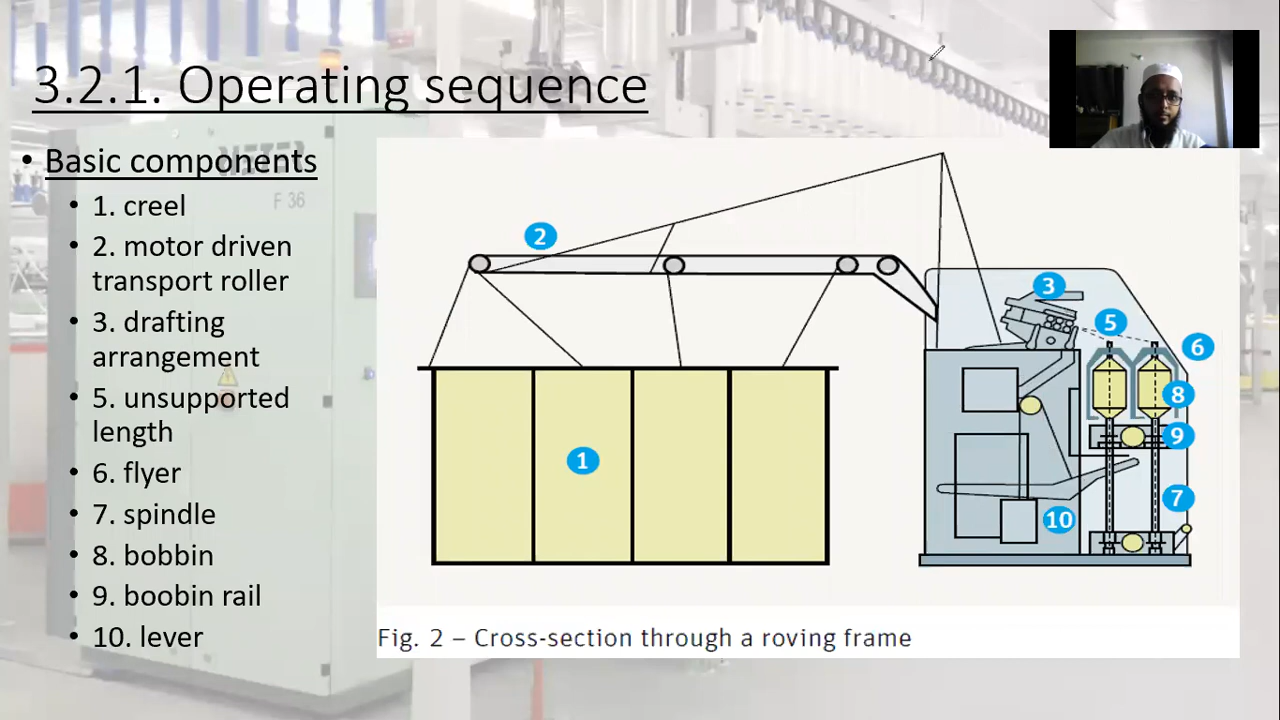 3.2.1. Operating sequence
• Basic components
• 1. creel
• 2. motor driven
transport roller
• 3. drafting
arrangement
• 5. unsupported
length
• 6. flyer
• 7. spindle
• 8. bobbin
• 9. boobin rail
• 10. lever
F 36
2
3
5
6
8
9
1
7
10
Fig. 2 – Cross-section through a roving frame